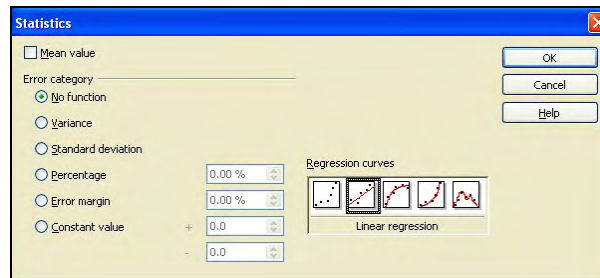 Statistics
Mean value
OK
Error category
Cancel
No function
Help
Variance
Standard deviation
Regression curves
Percentage
0.00 %
Error margin
0.00 %
Constant value
+
0.0
Linear regression
-
0.0